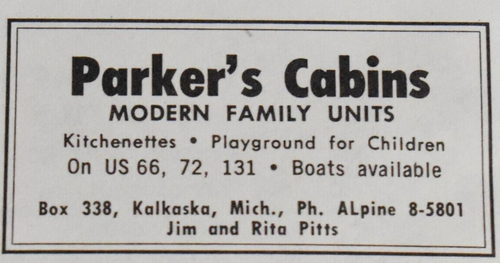 Parker's Cabins
MODERN FAMILY UNITS
Kitchenettes • Playground for Children
On US 66, 72, 131 • Boats available
Box 338, Kalkaska, Mich., Ph. ALpine 8-5801
Jim and Rita Pitts